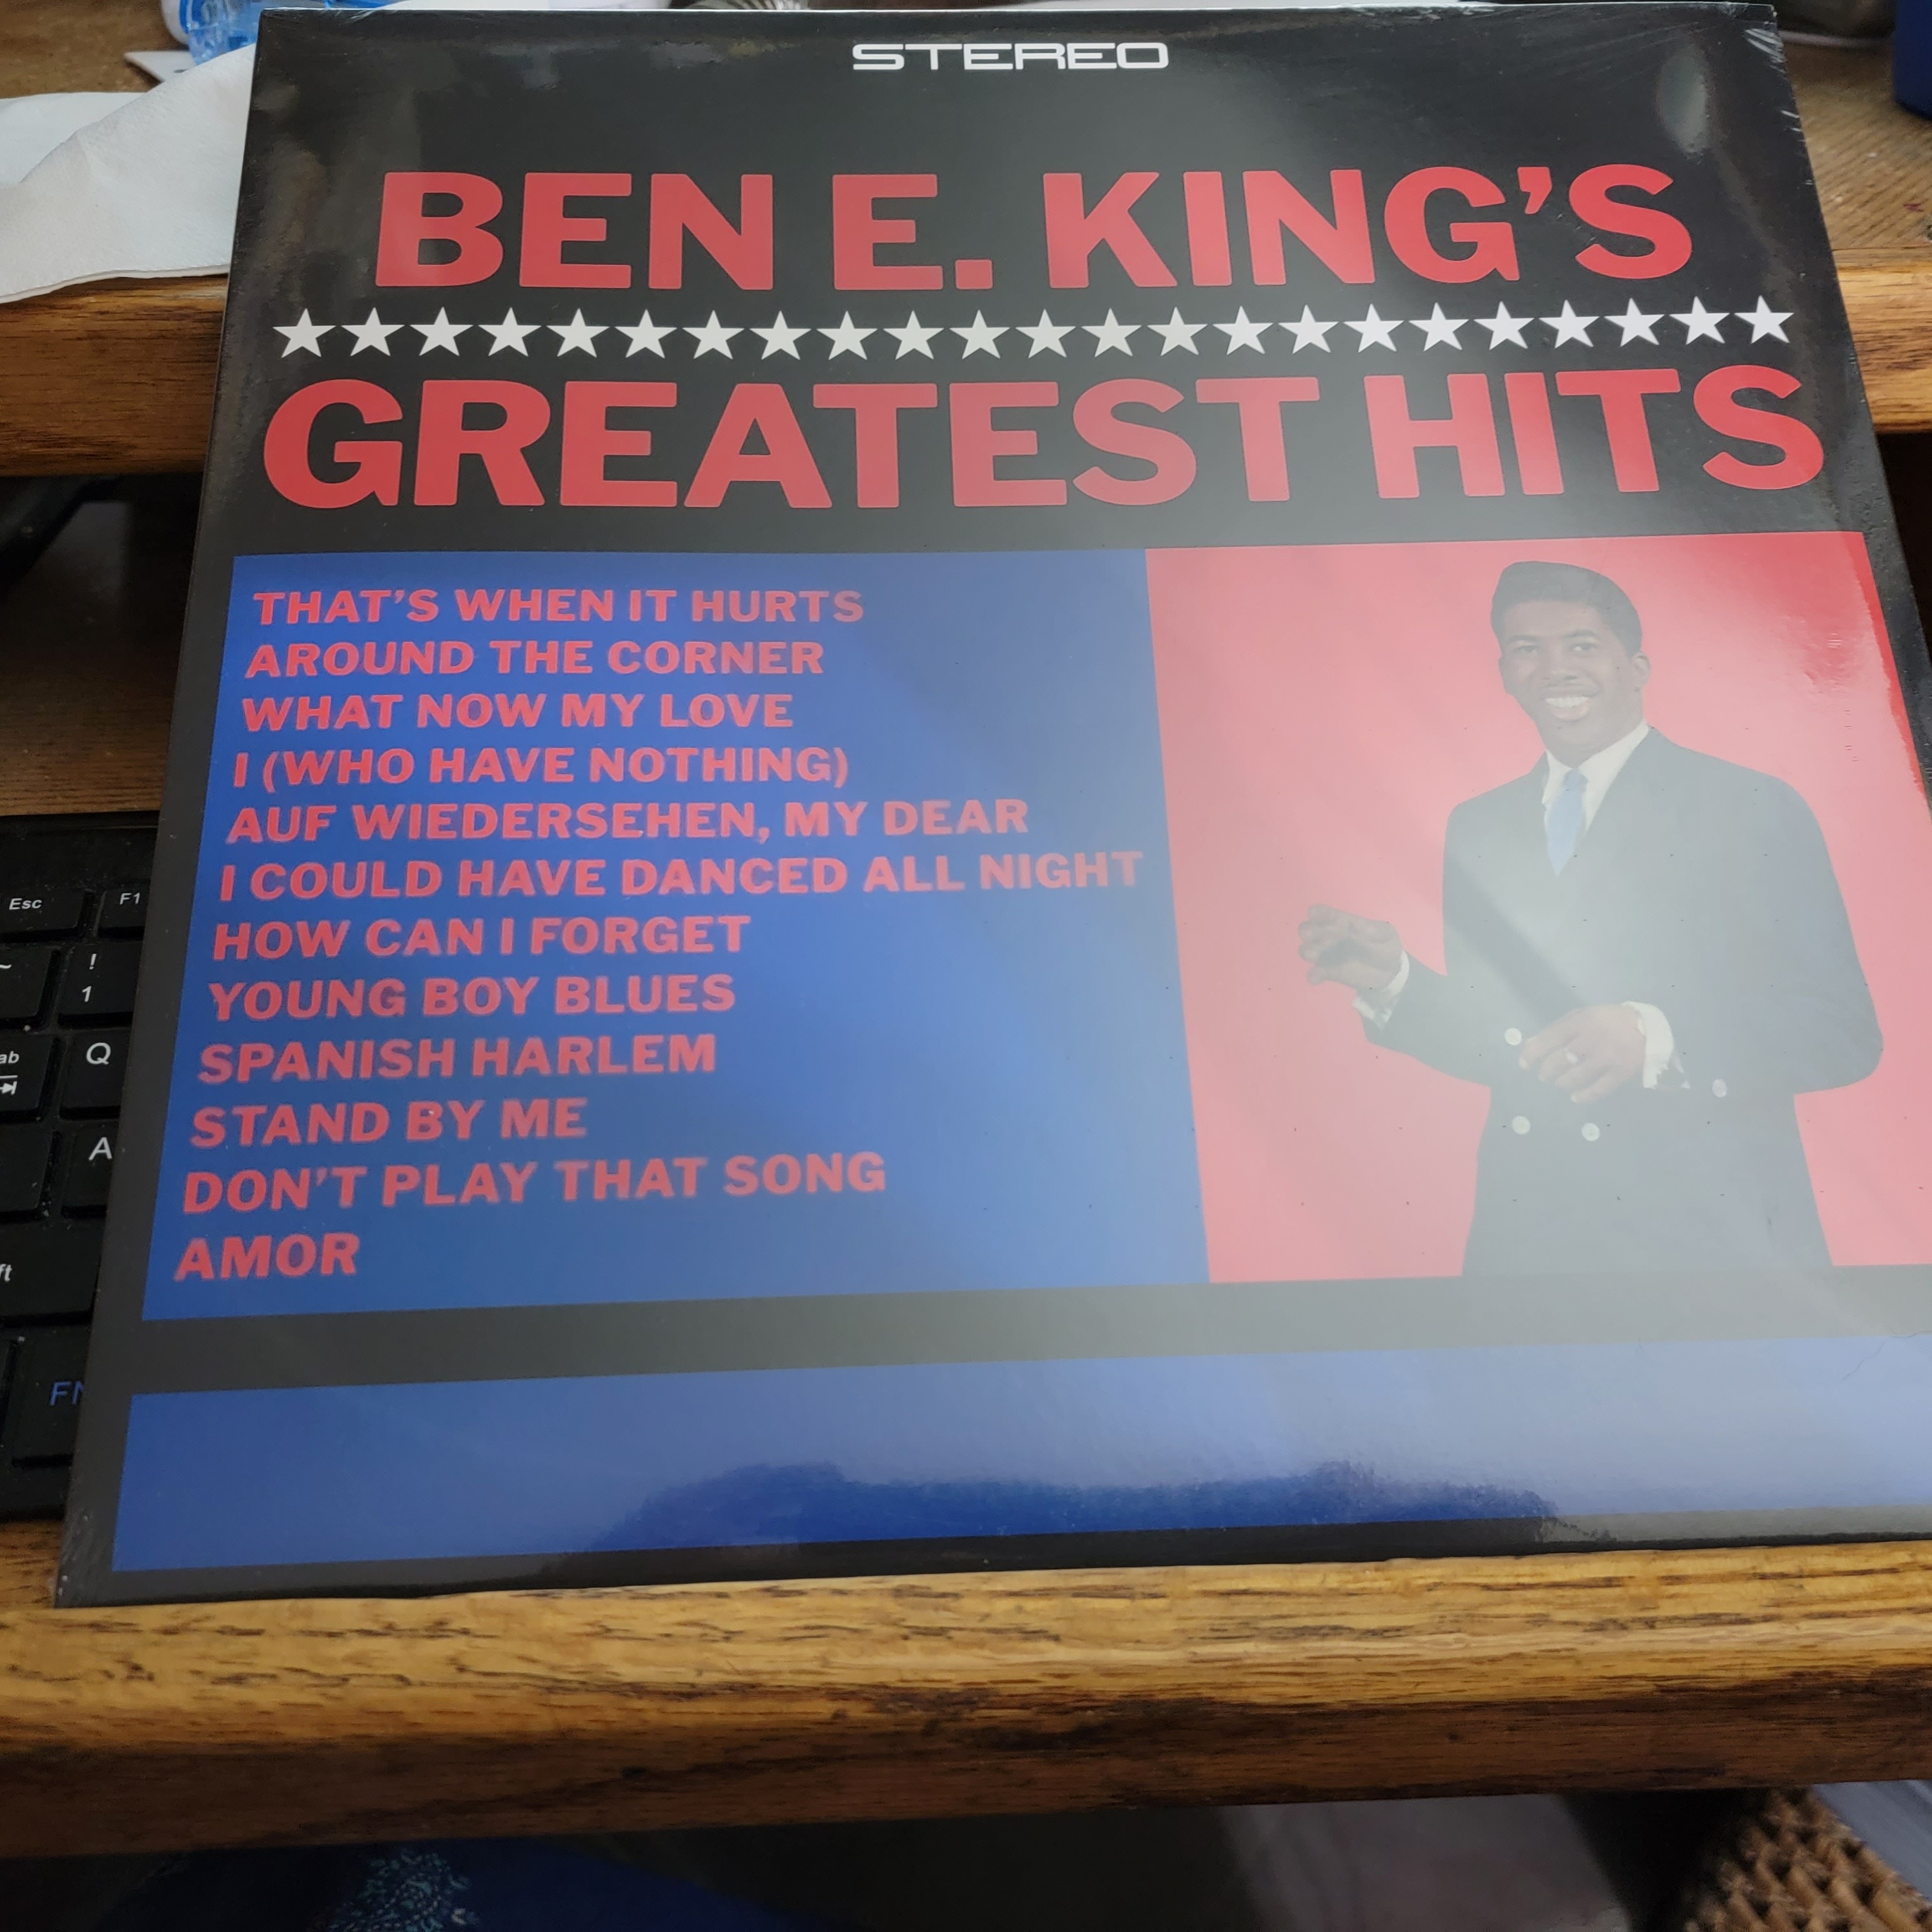 STEREO
BEN E. KING'S
GREATEST HITS
THAT'S WHEN IT HURTS
AROUND THE CORNER
WHAT NOW MY LOVE
I (WHO HAVE NOTHING)
AUF WIEDERSEHEN, MY DEAR
I COULD HAVE DANCED ALL NIGHT
HOW CAN I FORGET
YOUNG BOY BLUES
SPANISH HARLEM
STAND BY ME
DON'T PLAY THAT SONG
AMOR
Esc F1
~ !
1
Q
A